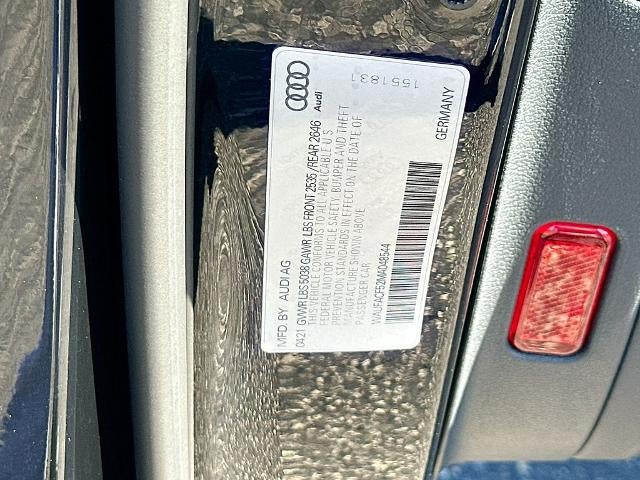 1551831
Audi
MFD. BY AUDI AG
0421 GVWR LBS 5038 GAWR LBS FRONT 2535 / REAR 2646
THIS VEHICLE CONFORMS TO ALL APPLICABLE U.S.
FEDERAL MOTOR VEHICLE SAFETY, BUMPER AND THEFT
PREVENTION STANDARDS IN EFFECT ON THE DATE OF
MANUFACTURE SHOWN ABOVE.
PASSENGER CAR
WAUFACF52MA048544
GERMANY